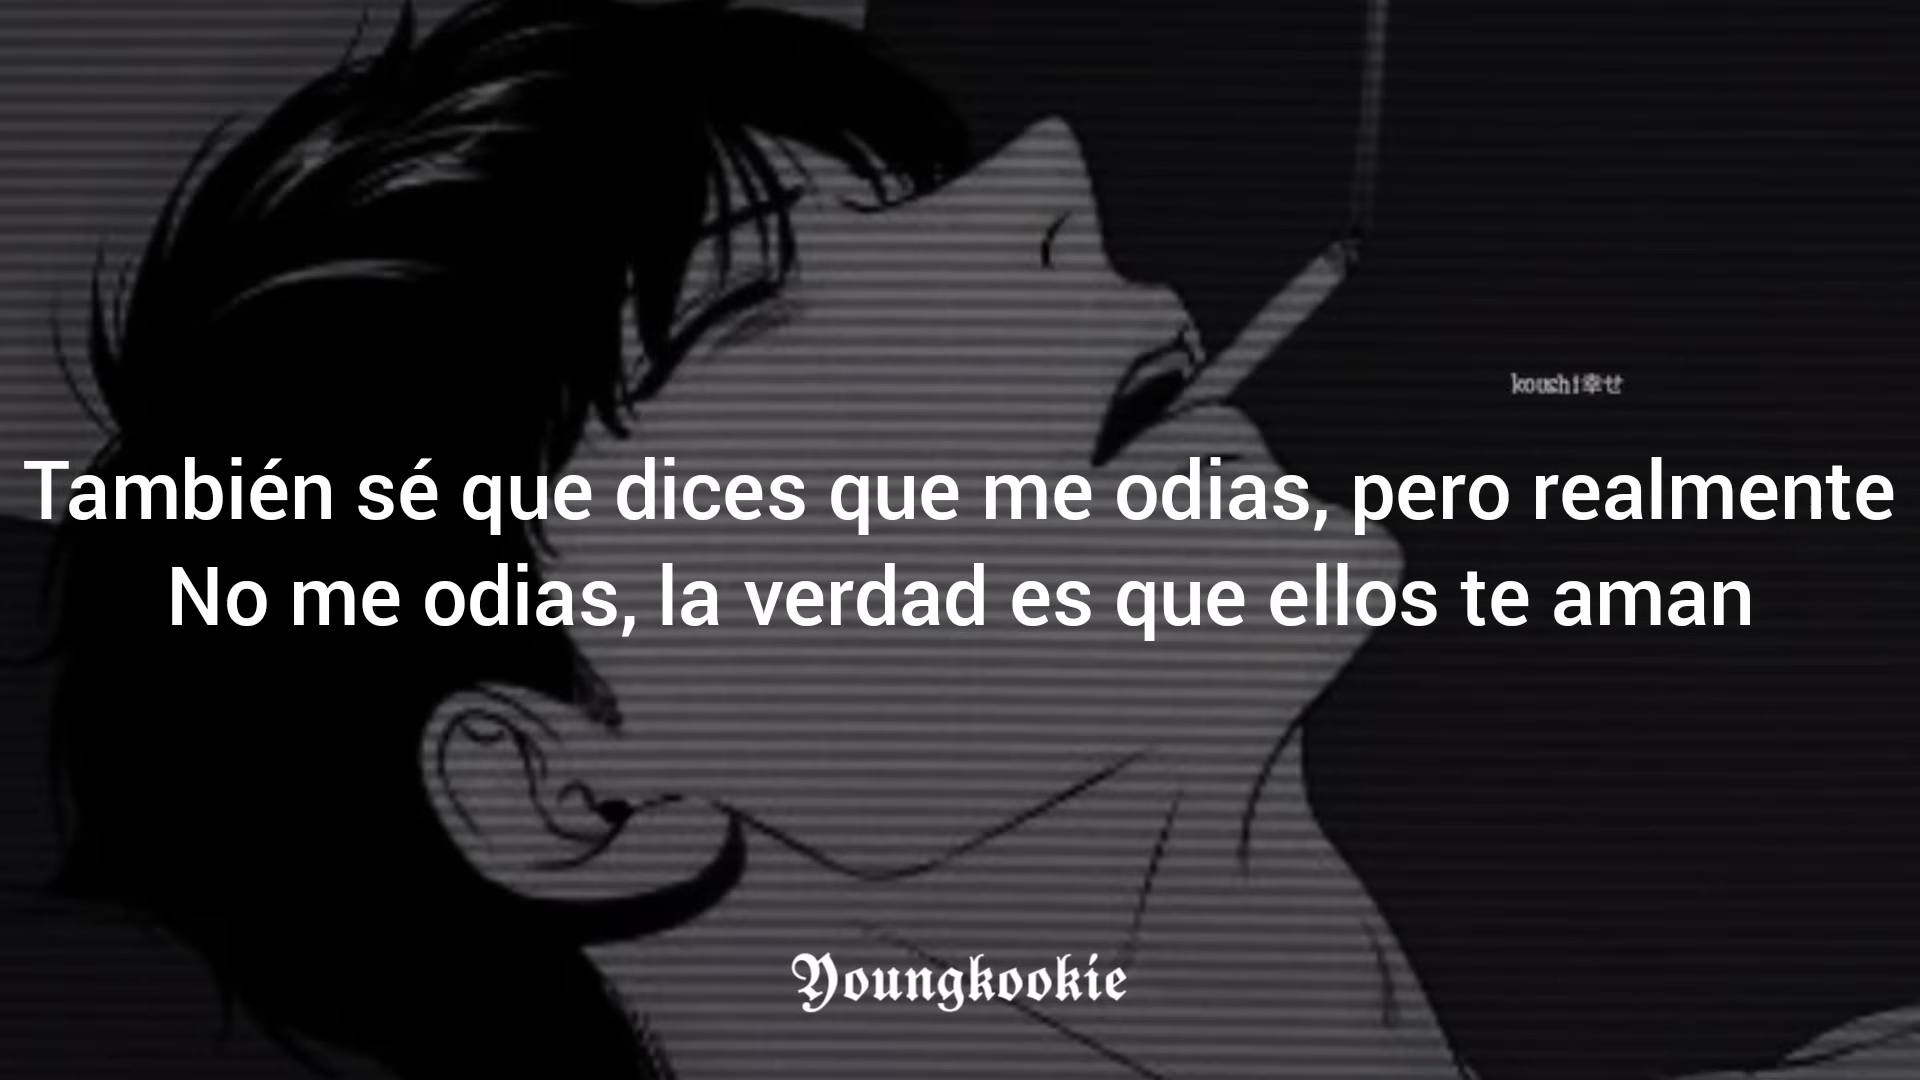 koushi幸せ
También sé que dices que me odias, pero realmente
No me odias, la verdad es que ellos te aman
Youngkookie